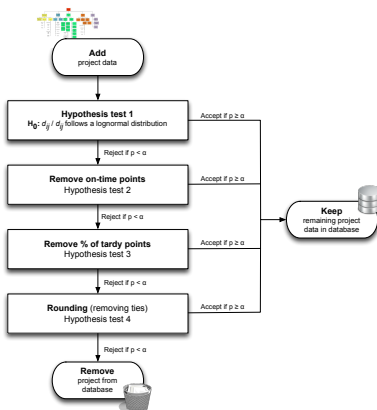 Add
project data
Hypothesis test 1
H0: dij / dij follows a lognormal distribution
Accept if p ≥ α
Reject if p < α
Remove on-time points
Hypothesis test 2
Accept if p ≥ α
Reject if p < α
Keep
remaining project
data in database
Remove % of tardy points
Hypothesis test 3
Accept if p ≥ α
Reject if p < α
Rounding (removing ties)
Hypothesis test 4
Accept if p ≥ α
Reject if p < α
Remove
project from
database